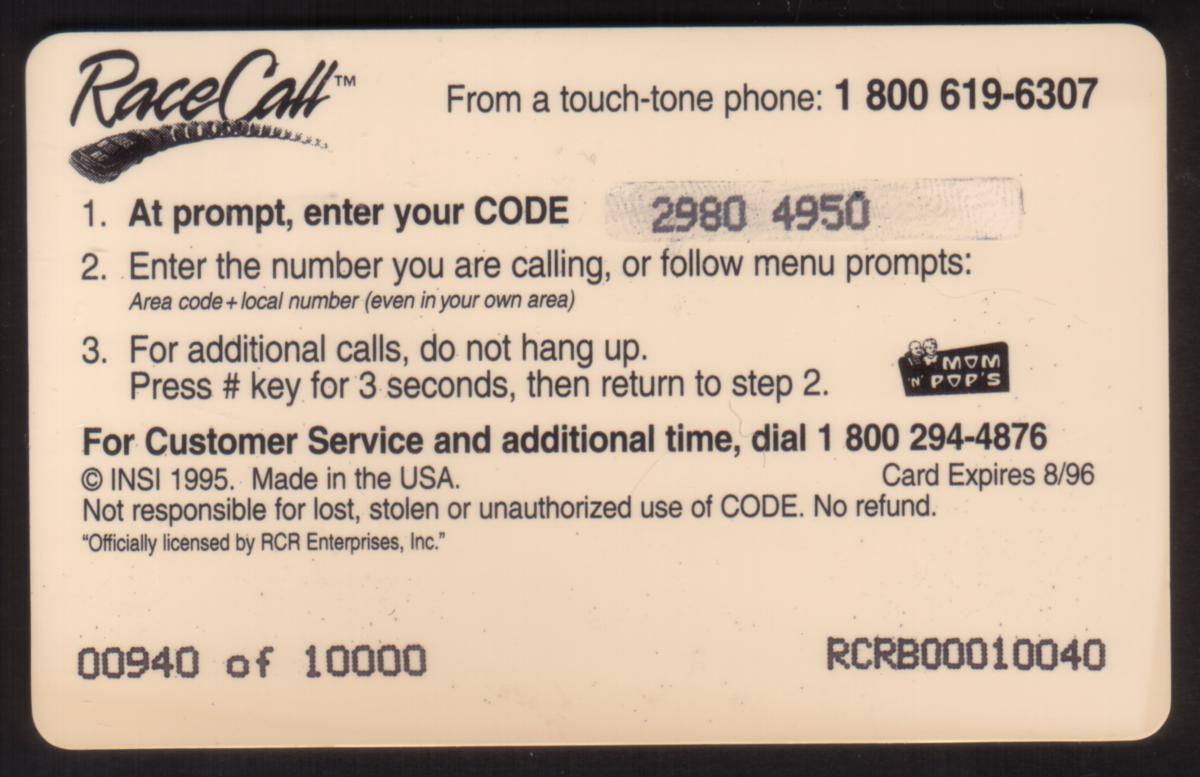 RaceCall™
From a touch-tone phone: 1 800 619-6307
1. At prompt, enter your CODE 2980 4950
2. Enter the number you are calling, or follow menu prompts:
Area code + local number (even in your own area)
3. For additional calls, do not hang up.
Press # key for 3 seconds, then return to step 2.
MOM
'N' POP'S
For Customer Service and additional time, dial 1 800 294-4876
© INSI 1995. Made in the USA.
Card Expires 8/96
Not responsible for lost, stolen or unauthorized use of CODE. No refund.
"Officially licensed by RCR Enterprises, Inc."
00940 of 10000
RCRB00010040